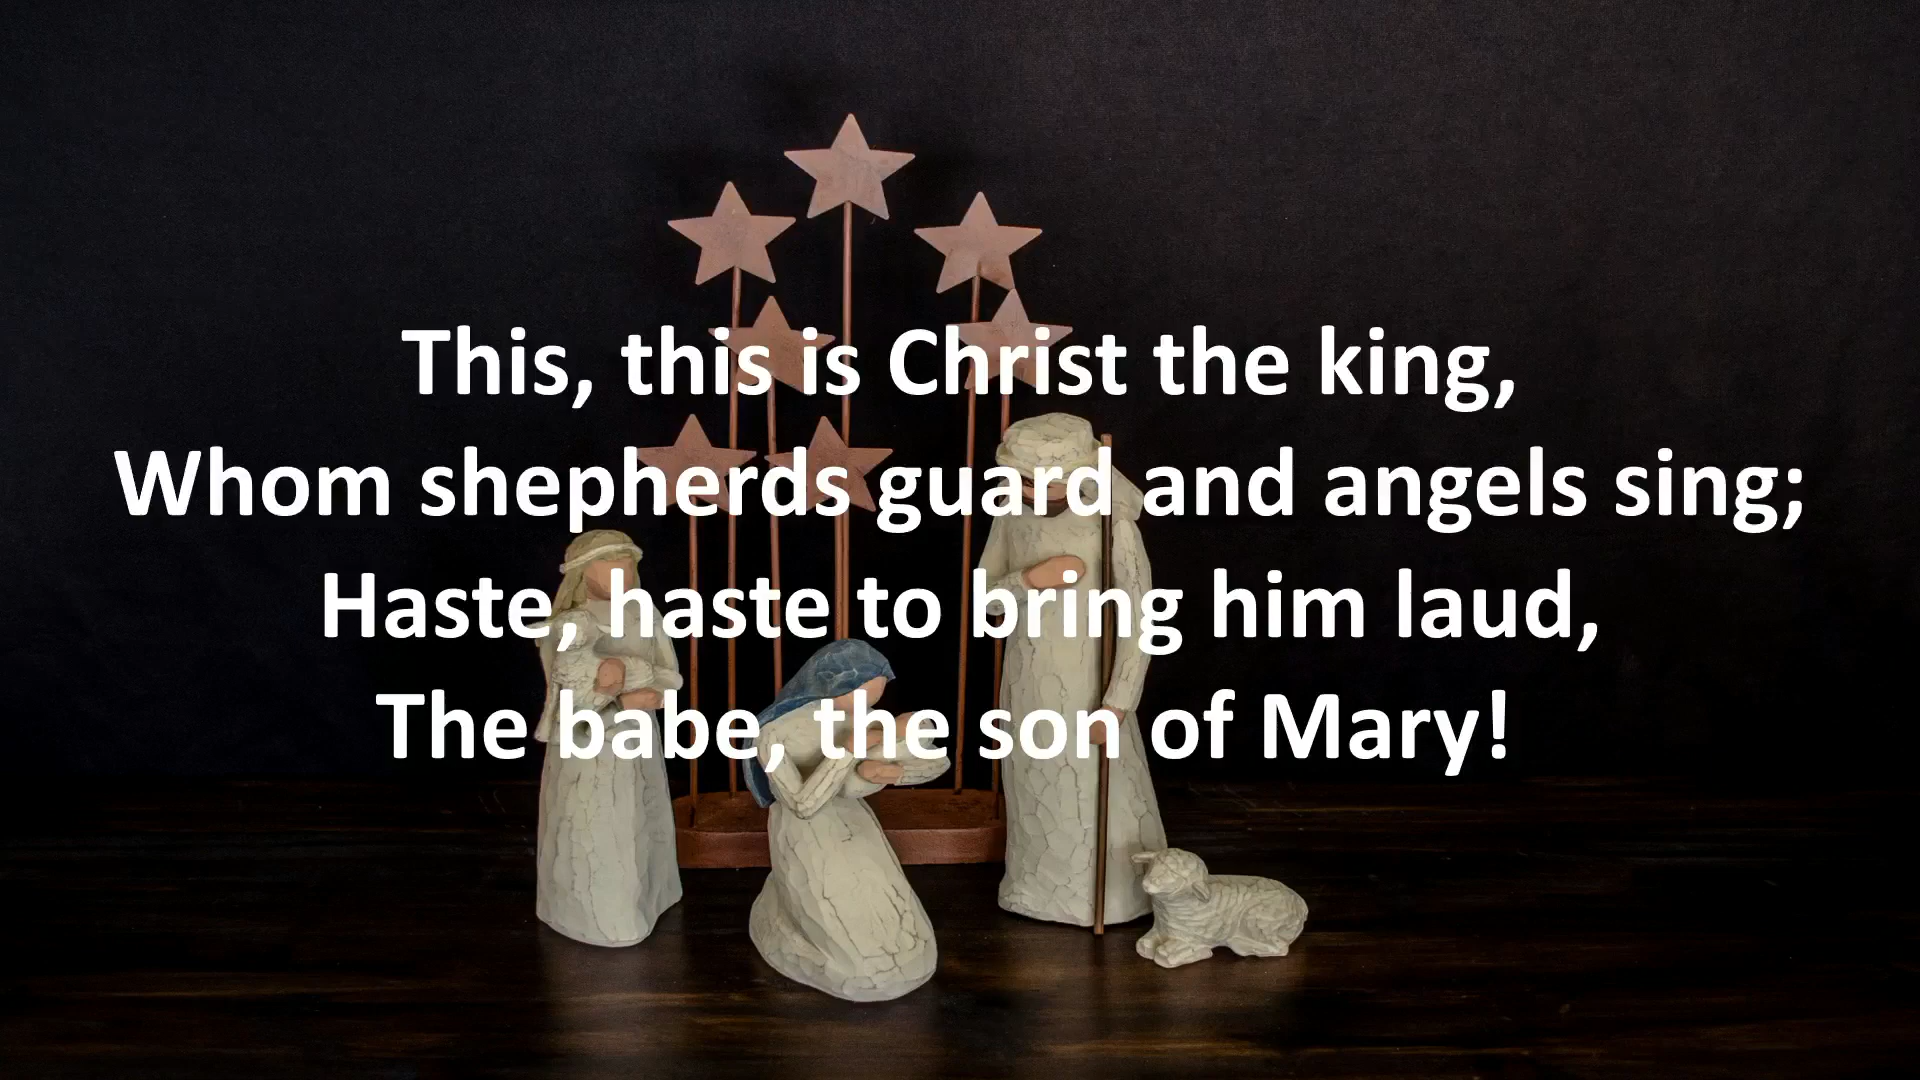 This, this is Christ the king,
Whom shepherds guard and angels sing;
Haste, haste to bring him laud,
The babe, the son of Mary!